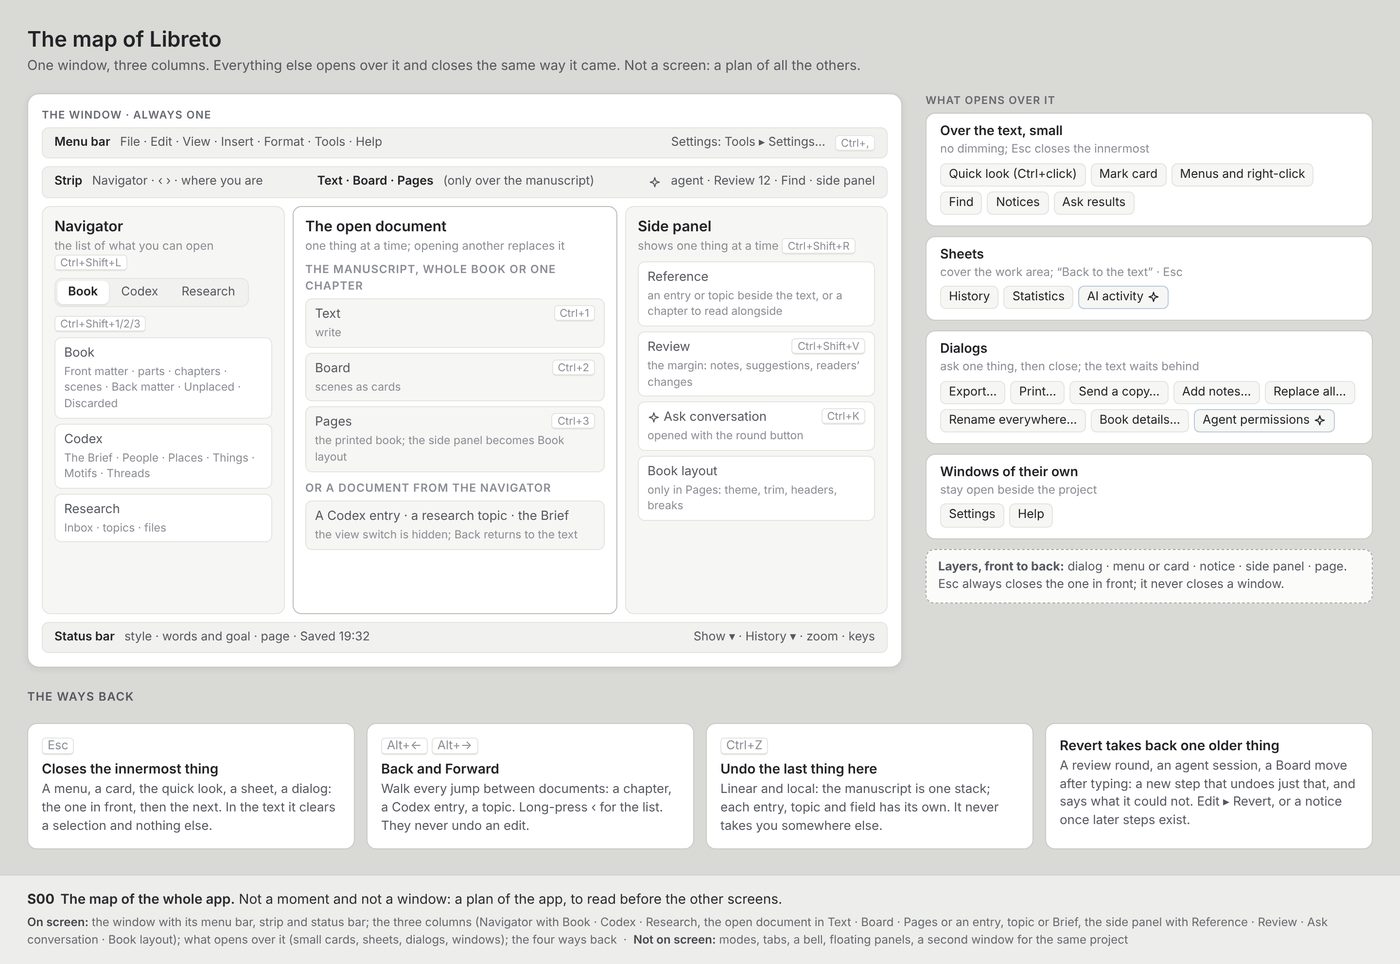 The map of Libreto
One window, three columns. Everything else opens over it and closes the same way it came. Not a screen: a plan of all the others.
THE WINDOW · ALWAYS ONE
Menu bar File · Edit · View · Insert · Format · Tools · Help
Settings: Tools ▸ Settings… Ctrl+,
Strip Navigator · ‹ › · where you are
Text · Board · Pages (only over the manuscript)
agent · Review 12 · Find · side panel
Navigator
the list of what you can open
Ctrl+Shift+L
Book Codex Research
Ctrl+Shift+1/2/3
Book
Front matter · parts · chapters ·
scenes · Back matter · Unplaced ·
Discarded
Codex
The Brief · People · Places · Things ·
Motifs · Threads
Research
Inbox · topics · files
The open document
one thing at a time; opening another replaces it
THE MANUSCRIPT, WHOLE BOOK OR ONE
CHAPTER
Text Ctrl+1
write
Board Ctrl+2
scenes as cards
Pages Ctrl+3
the printed book; the side panel becomes Book
layout
OR A DOCUMENT FROM THE NAVIGATOR
A Codex entry · a research topic · the Brief
the view switch is hidden; Back returns to the text
Side panel
shows one thing at a time Ctrl+Shift+R
Reference
an entry or topic beside the text, or a
chapter to read alongside
Review Ctrl+Shift+V
the margin: notes, suggestions, readers’
changes
Ask conversation Ctrl+K
opened with the round button
Book layout
only in Pages: theme, trim, headers,
breaks
Status bar style · words and goal · page · Saved 19:32
Show ▾ · History ▾ · zoom · keys
WHAT OPENS OVER IT
Over the text, small
no dimming; Esc closes the innermost
Quick look (Ctrl+click) Mark card Menus and right-click
Find Notices Ask results
Sheets
cover the work area; “Back to the text” · Esc
History Statistics AI activity
Dialogs
ask one thing, then close; the text waits behind
Export… Print… Send a copy… Add notes… Replace all…
Rename everywhere… Book details… Agent permissions
Windows of their own
stay open beside the project
Settings Help
Layers, front to back: dialog · menu or card · notice · side panel · page.
Esc always closes the one in front; it never closes a window.
THE WAYS BACK
Esc
Closes the innermost thing
A menu, a card, the quick look, a sheet, a dialog:
the one in front, then the next. In the text it clears
a selection and nothing else.
Alt+← Alt+→
Back and Forward
Walk every jump between documents: a chapter,
a Codex entry, a topic. Long-press ‹ for the list.
They never undo an edit.
Ctrl+Z
Undo the last thing here
Linear and local: the manuscript is one stack;
each entry, topic and field has its own. It never
takes you somewhere else.
Revert takes back one older thing
A review round, an agent session, a Board move
after typing: a new step that undoes just that, and
says what it could not. Edit ▸ Revert, or a notice
once later steps exist.
S00 The map of the whole app. Not a moment and not a window: a plan of the app, to read before the other screens.
On screen: the window with its menu bar, strip and status bar; the three columns (Navigator with Book · Codex · Research, the open document in Text · Board · Pages or an entry, topic or Brief, the side panel with Reference · Review · Ask
conversation · Book layout); what opens over it (small cards, sheets, dialogs, windows); the four ways back · Not on screen: modes, tabs, a bell, floating panels, a second window for the same project